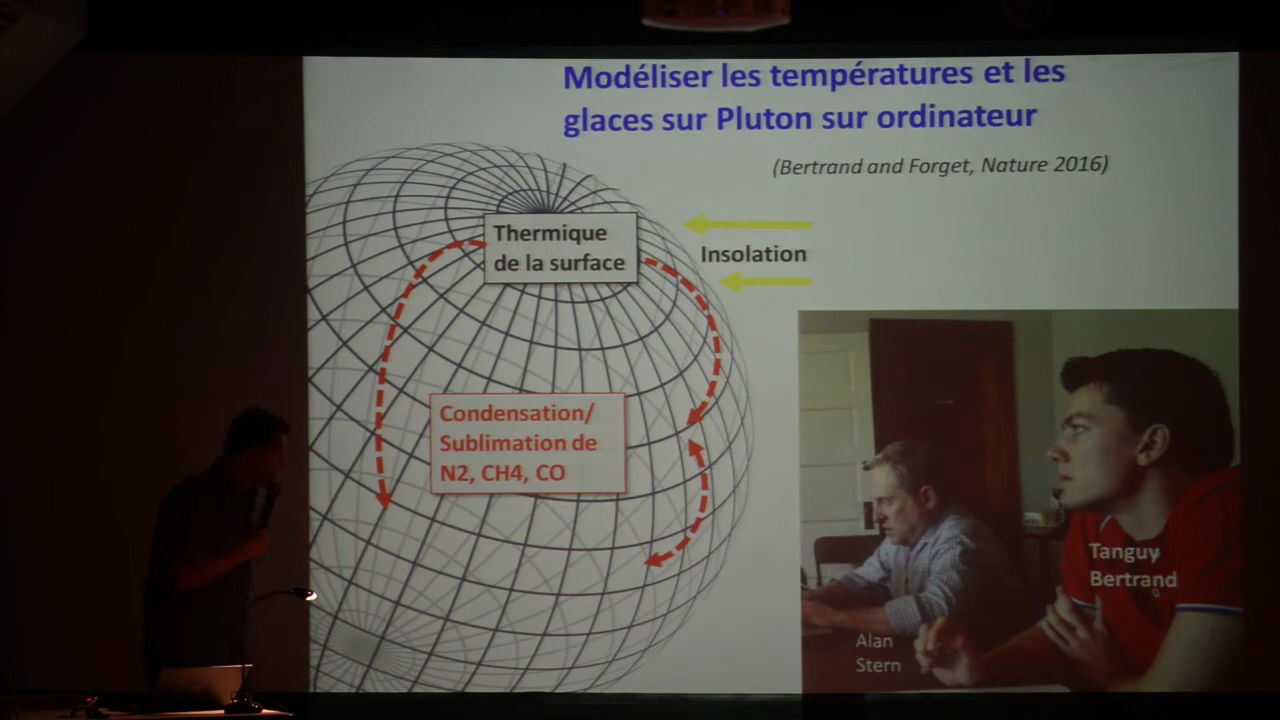 Modéliser les températures et les
glaces sur Pluton sur ordinateur
(Bertrand and Forget, Nature 2016)
Thermique
de la surface
Insolation
Condensation/
Sublimation de
N2, CH4, CO
Tanguy
Bertrand
Alan
Stern